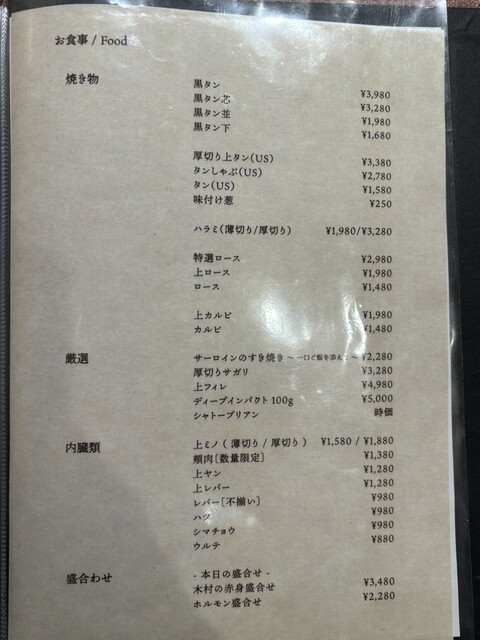 お食事 / Food
焼き物
黒タン ¥3,980
黒タン芯 ¥3,280
黒タン並 ¥1,980
黒タン下 ¥1,680
厚切り上タン(US) ¥3,380
タンしゃぶ(US) ¥2,780
タン(US) ¥1,580
味付け葱 ¥250
ハラミ(薄切り/厚切り) ¥1,980/¥3,280
特選ロース ¥2,980
上ロース ¥1,980
ロース ¥1,480
上カルビ ¥1,980
カルビ ¥1,480
厳選 サーロインのすき焼き ～一口ご飯を添えて～ ¥2,280
厚切りサガリ ¥3,280
上フィレ ¥4,980
ディープインパクト 100g ¥5,000
シャトーブリアン 時価
内臓類 上ミノ ( 薄切り / 厚切り ) ¥1,580 / ¥1,880
頬肉[数量限定] ¥1,380
上ヤン ¥1,280
上レバー ¥1,280
レバー[不揃い] ¥980
ハツ ¥980
シマチョウ ¥980
ウルテ ¥880
盛合わせ - 本日の盛合せ -
木村の赤身盛合せ ¥3,480
ホルモン盛合せ ¥2,280